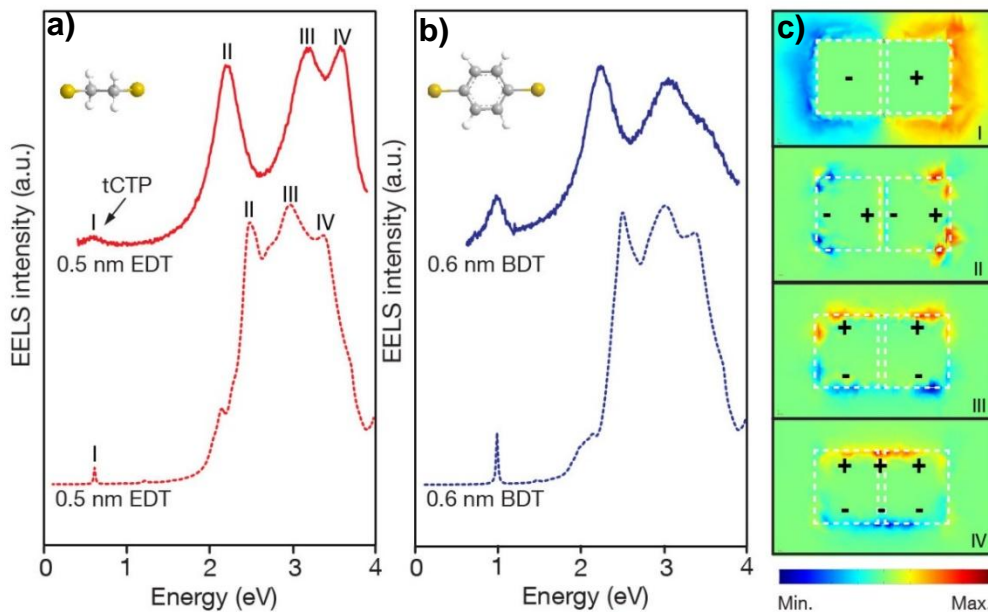 a)
II
III
IV
tCTP
I
0.5 nm EDT
II
III
IV
I
0.5 nm EDT
EELS intensity (a.u.)
0
1
2
3
4
Energy (eV)
b)
0.6 nm BDT
0.6 nm BDT
EELS intensity (a.u.)
0
1
2
3
4
Energy (eV)
c)
- +
I
- + - +
II
+ +
- -
III
+ + +
- - -
IV
Min. Max